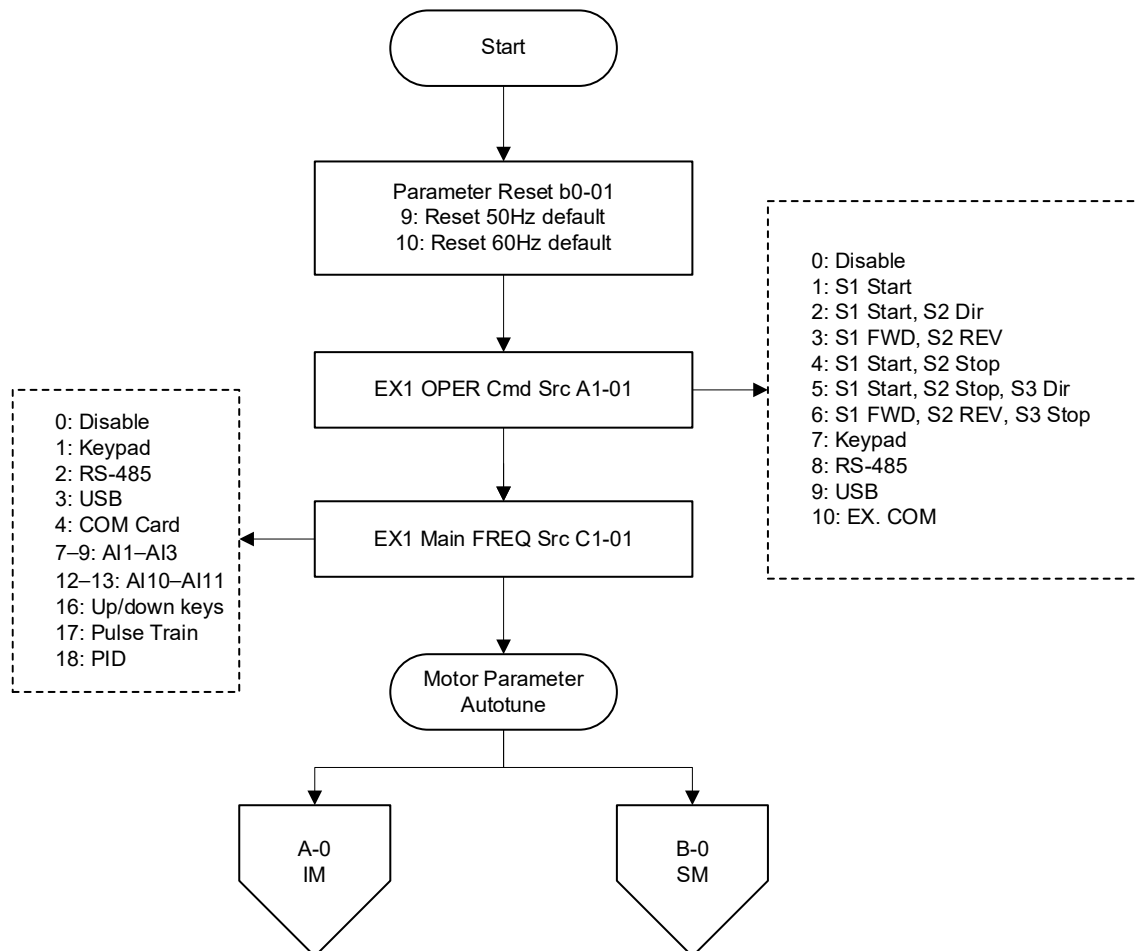 Start
Parameter Reset b0-01
9: Reset 50Hz default
10: Reset 60Hz default
0: Disable
1: S1 Start
2: S1 Start, S2 Dir
3: S1 FWD, S2 REV
4: S1 Start, S2 Stop
5: S1 Start, S2 Stop, S3 Dir
6: S1 FWD, S2 REV, S3 Stop
7: Keypad
8: RS-485
9: USB
10: EX. COM
EX1 OPER Cmd Src A1-01
0: Disable
1: Keypad
2: RS-485
3: USB
4: COM Card
7–9: AI1–AI3
12–13: AI10–AI11
16: Up/down keys
17: Pulse Train
18: PID
EX1 Main FREQ Src C1-01
Motor Parameter
Autotune
A-0
IM
B-0
SM